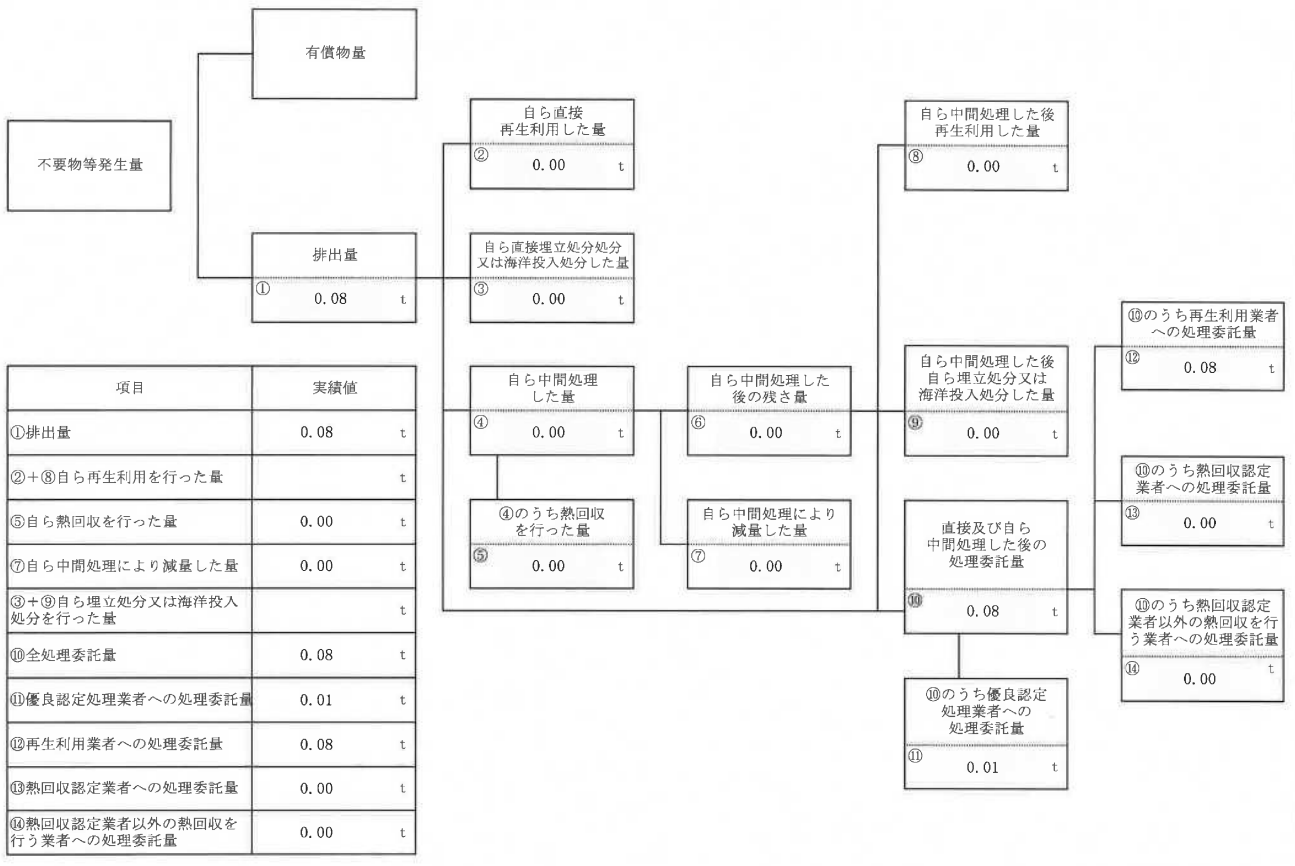 有償物量
不要物等発生量
排出量
① 0.08 t
自ら直接
再生利用した量
② 0.00 t
自ら直接埋立処分処分
又は海洋投入処分した量
③ 0.00 t
自ら中間処理
した量
④ 0.00 t
④のうち熱回収
を行った量
⑤ 0.00 t
自ら中間処理した
後の残さ量
⑥ 0.00 t
自ら中間処理により
減量した量
⑦ 0.00 t
自ら中間処理した後
再生利用した量
⑧ 0.00 t
自ら中間処理した後
自ら埋立処分又は
海洋投入処分した量
⑨ 0.00 t
直接及び自ら
中間処理した後の
処理委託量
⑩ 0.08 t
⑩のうち優良認定
処理業者への
処理委託量
⑪ 0.01 t
⑩のうち再生利用業者
への処理委託量
⑫ 0.08 t
⑩のうち熱回収認定
業者への処理委託量
⑬ 0.00 t
⑩のうち熱回収認定
業者以外の熱回収を行
う業者への処理委託量
⑭ 0.00 t
項目 実績値
①排出量 0.08 t
②+⑧自ら再生利用を行った量 t
⑤自ら熱回収を行った量 0.00 t
⑦自ら中間処理により減量した量 0.00 t
③+⑨自ら埋立処分又は海洋投入
処分を行った量 t
⑩全処理委託量 0.08 t
⑪優良認定処理業者への処理委託量 0.01 t
⑫再生利用業者への処理委託量 0.08 t
⑬熱回収認定業者への処理委託量 0.00 t
⑭熱回収認定業者以外の熱回収を
行う業者への処理委託量 0.00 t